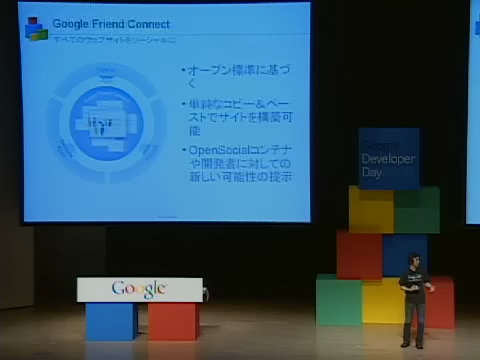 Google Friend Connect
すべてのウェブサイトをソーシャルに
• オープン標準に基づ
く
• 単純なコピー＆ペー
ストでサイトを構築可
能
• OpenSocialコンテナ
や開発者に対しての
新しい可能性の提示
Google
Developer
Day
Google